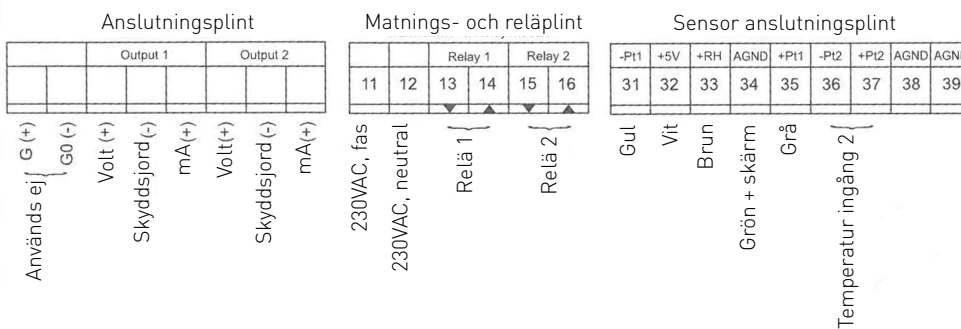 Anslutningsplint
Output 1 Output 2
G (+)
G0 (-)
Används ej
Volt (+)
Skyddsjord (-)
mA(+)
Volt(+)
Skyddsjord(-)
mA(+)
Matnings- och reläplint
Relay 1 Relay 2
11 12 13 14 15 16
230VAC, fas
230VAC, neutral
Relä 1
Relä 2
Sensor anslutningsplint
-Pt1 +5V +RH AGND +Pt1 -Pt2 +Pt2 AGND
31 32 33 34 35 36 37 38 39
Gul
Vit
Brun
Grön + skärm
Grå
Temperatur ingång 2